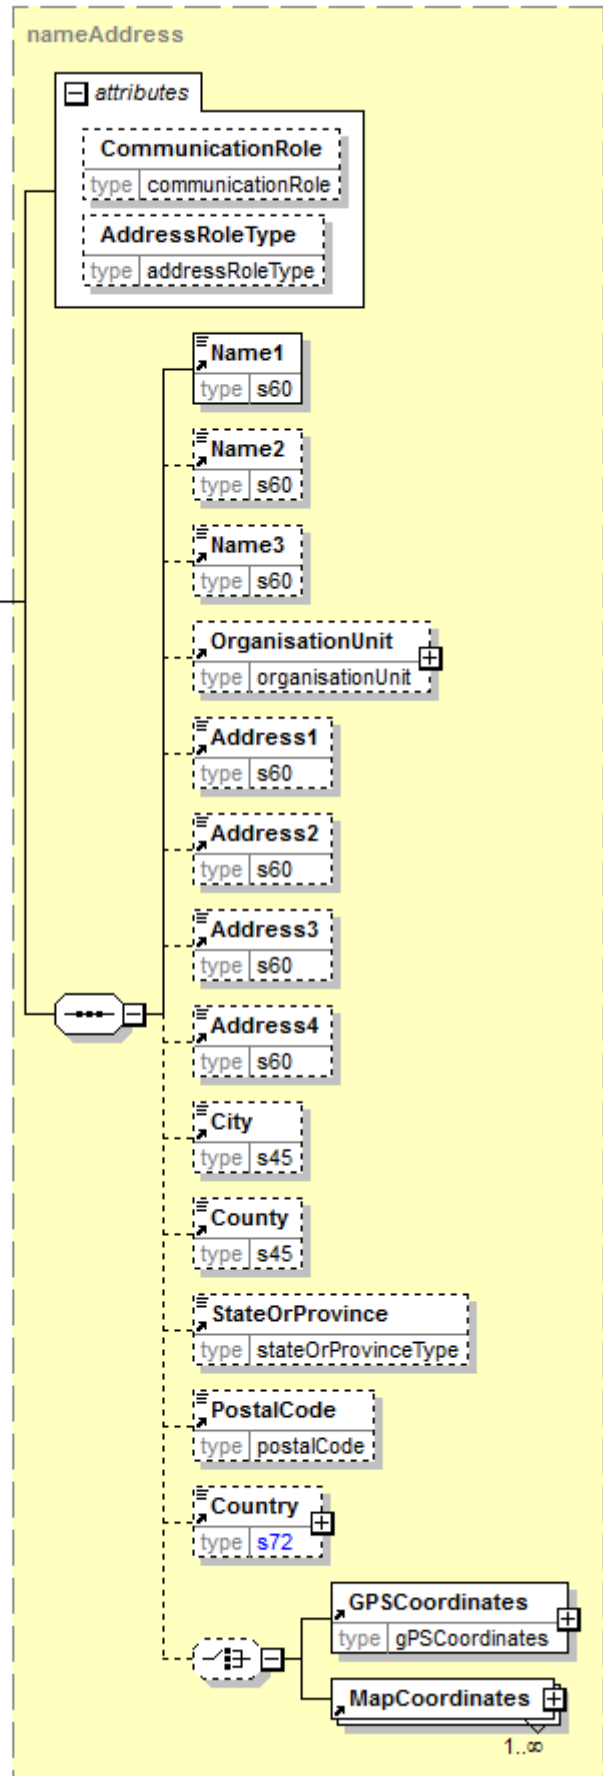 nameAddress
attributes
CommunicationRole
type communicationRole
AddressRoleType
type addressRoleType
Name1
type s60
Name2
type s60
Name3
type s60
OrganisationUnit
type organisationUnit
Address1
type s60
Address2
type s60
Address3
type s60
Address4
type s60
City
type s45
County
type s45
StateOrProvince
type stateOrProvinceType
PostalCode
type postalCode
Country
type s72
GPSCoordinates
type gPSCoordinates
MapCoordinates
1..∞